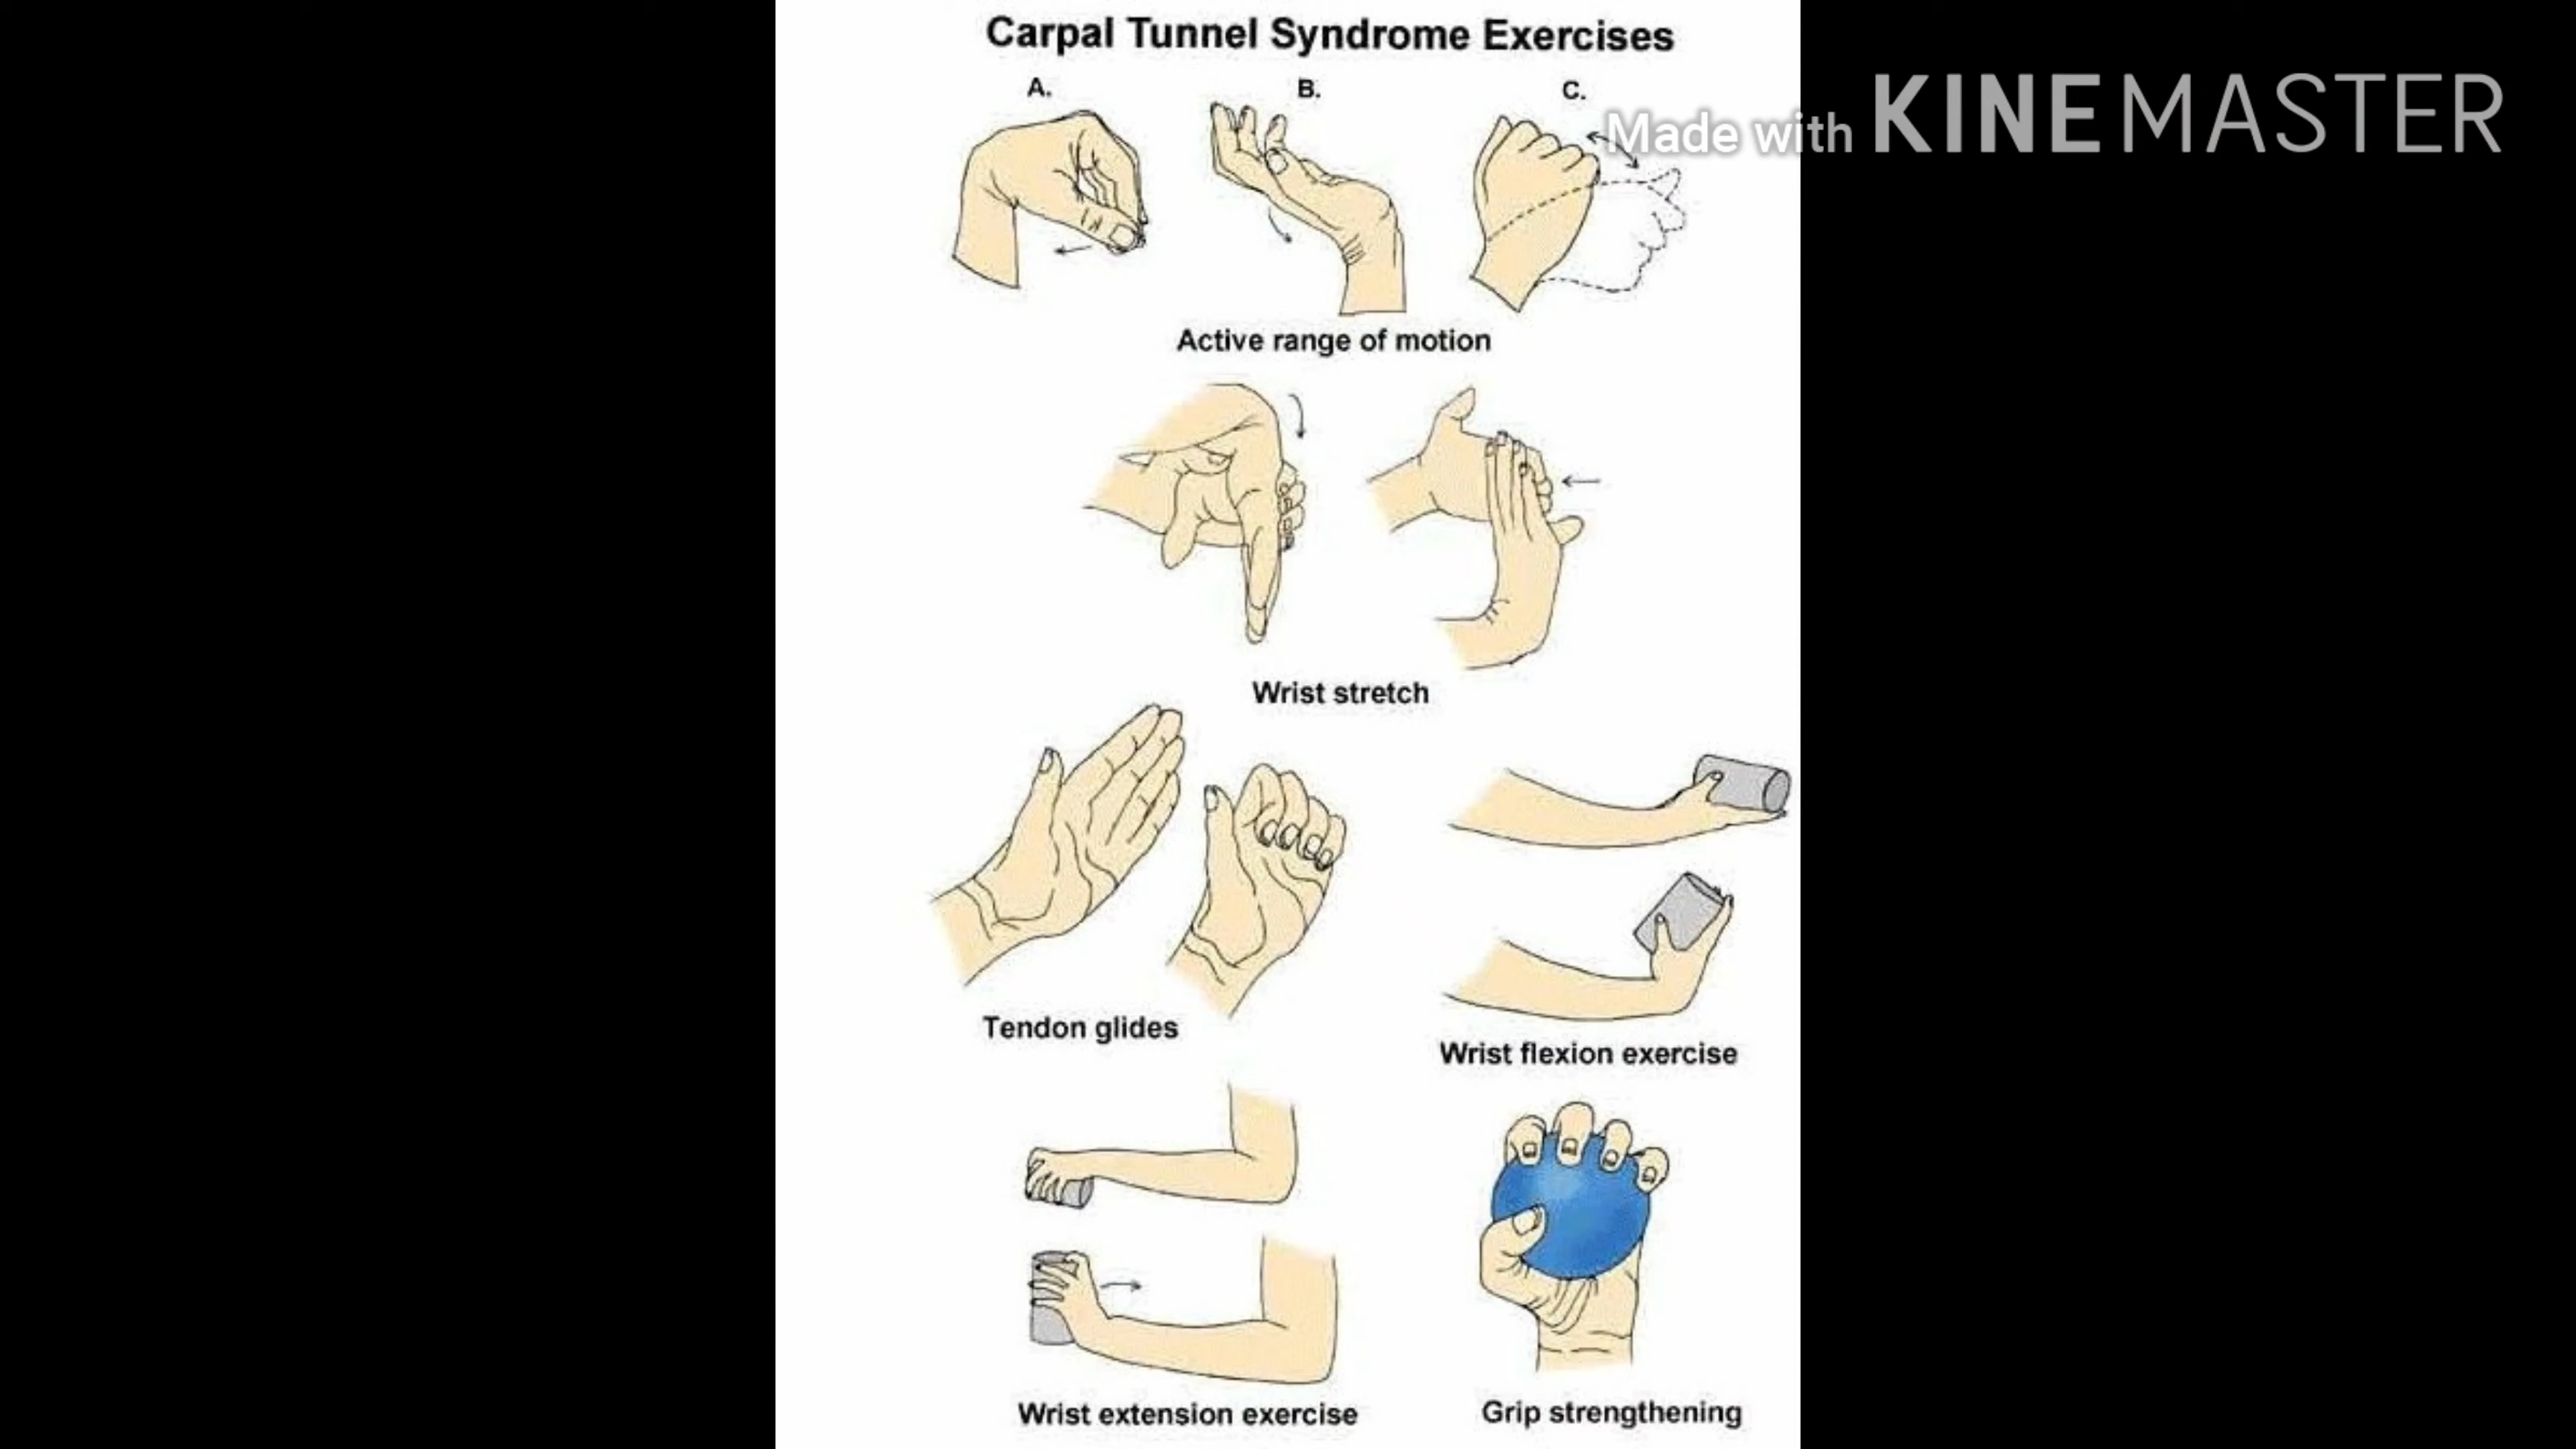 Carpal Tunnel Syndrome Exercises
A.
B.
C.
Made with KINEMASTER
Active range of motion
Wrist stretch
Tendon glides
Wrist flexion exercise
Wrist extension exercise
Grip strengthening